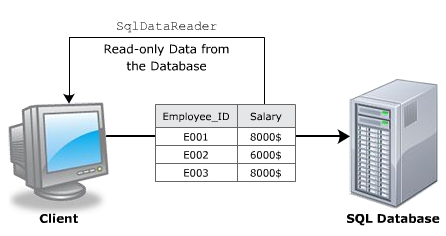 SqlDataReader
Read-only Data from
the Database
Employee_ID Salary
E001 8000$
E002 6000$
E003 8000$
Client
SQL Database